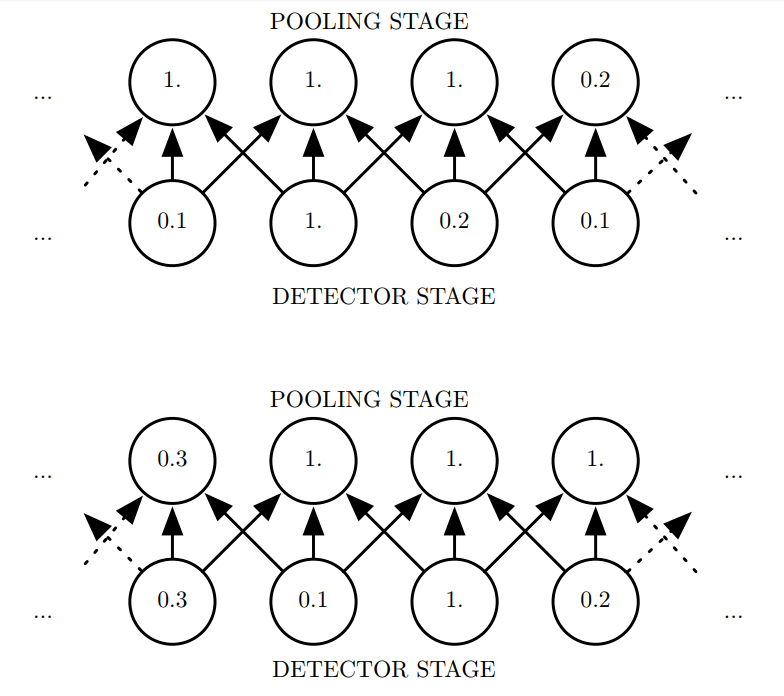 POOLING STAGE
... 1. 1. 1. 0.2 ...
... 0.1 1. 0.2 0.1 ...
DETECTOR STAGE
POOLING STAGE
... 0.3 1. 1. 1. ...
... 0.3 0.1 1. 0.2 ...
DETECTOR STAGE